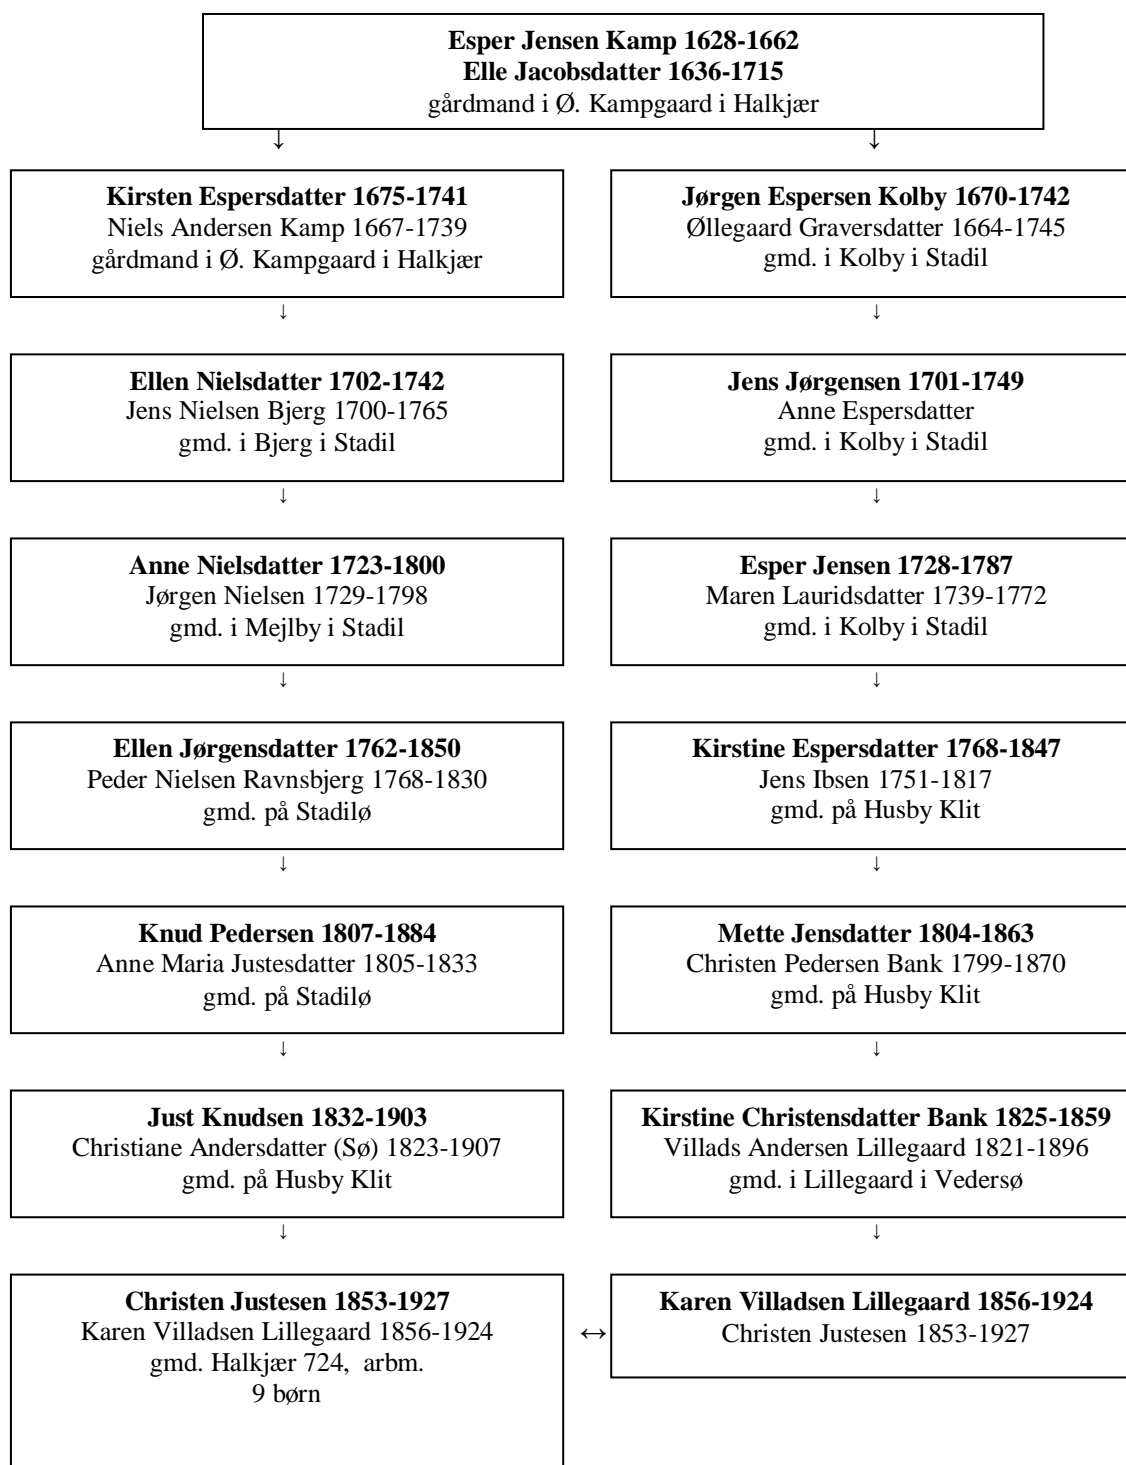 Esper Jensen Kamp 1628-1662
Elle Jacobsdatter 1636-1715
gårdmand i Ø. Kampgaard i Halkjær
↓ ↓
Kirsten Espersdatter 1675-1741
Niels Andersen Kamp 1667-1739
gårdmand i Ø. Kampgaard i Halkjær
Jørgen Espersen Kolby 1670-1742
Øllegaard Graversdatter 1664-1745
gmd. i Kolby i Stadil
↓ ↓
Ellen Nielsdatter 1702-1742
Jens Nielsen Bjerg 1700-1765
gmd. i Bjerg i Stadil
Jens Jørgensen 1701-1749
Anne Espersdatter
gmd. i Kolby i Stadil
↓ ↓
Anne Nielsdatter 1723-1800
Jørgen Nielsen 1729-1798
gmd. i Mejlby i Stadil
Esper Jensen 1728-1787
Maren Lauridsdatter 1739-1772
gmd. i Kolby i Stadil
↓ ↓
Ellen Jørgensdatter 1762-1850
Peder Nielsen Ravnsbjerg 1768-1830
gmd. på Stadilø
Kirstine Espersdatter 1768-1847
Jens Ibsen 1751-1817
gmd. på Husby Klit
↓ ↓
Knud Pedersen 1807-1884
Anne Maria Justesdatter 1805-1833
gmd. på Stadilø
Mette Jensdatter 1804-1863
Christen Pedersen Bank 1799-1870
gmd. på Husby Klit
↓ ↓
Just Knudsen 1832-1903
Christiane Andersdatter (Sø) 1823-1907
gmd. på Husby Klit
Kirstine Christensdatter Bank 1825-1859
Villads Andersen Lillegaard 1821-1896
gmd. i Lillegaard i Vedersø
↓ ↓
Christen Justesen 1853-1927
Karen Villadsen Lillegaard 1856-1924
gmd. Halkjær 724, arbm.
9 børn
↔
Karen Villadsen Lillegaard 1856-1924
Christen Justesen 1853-1927